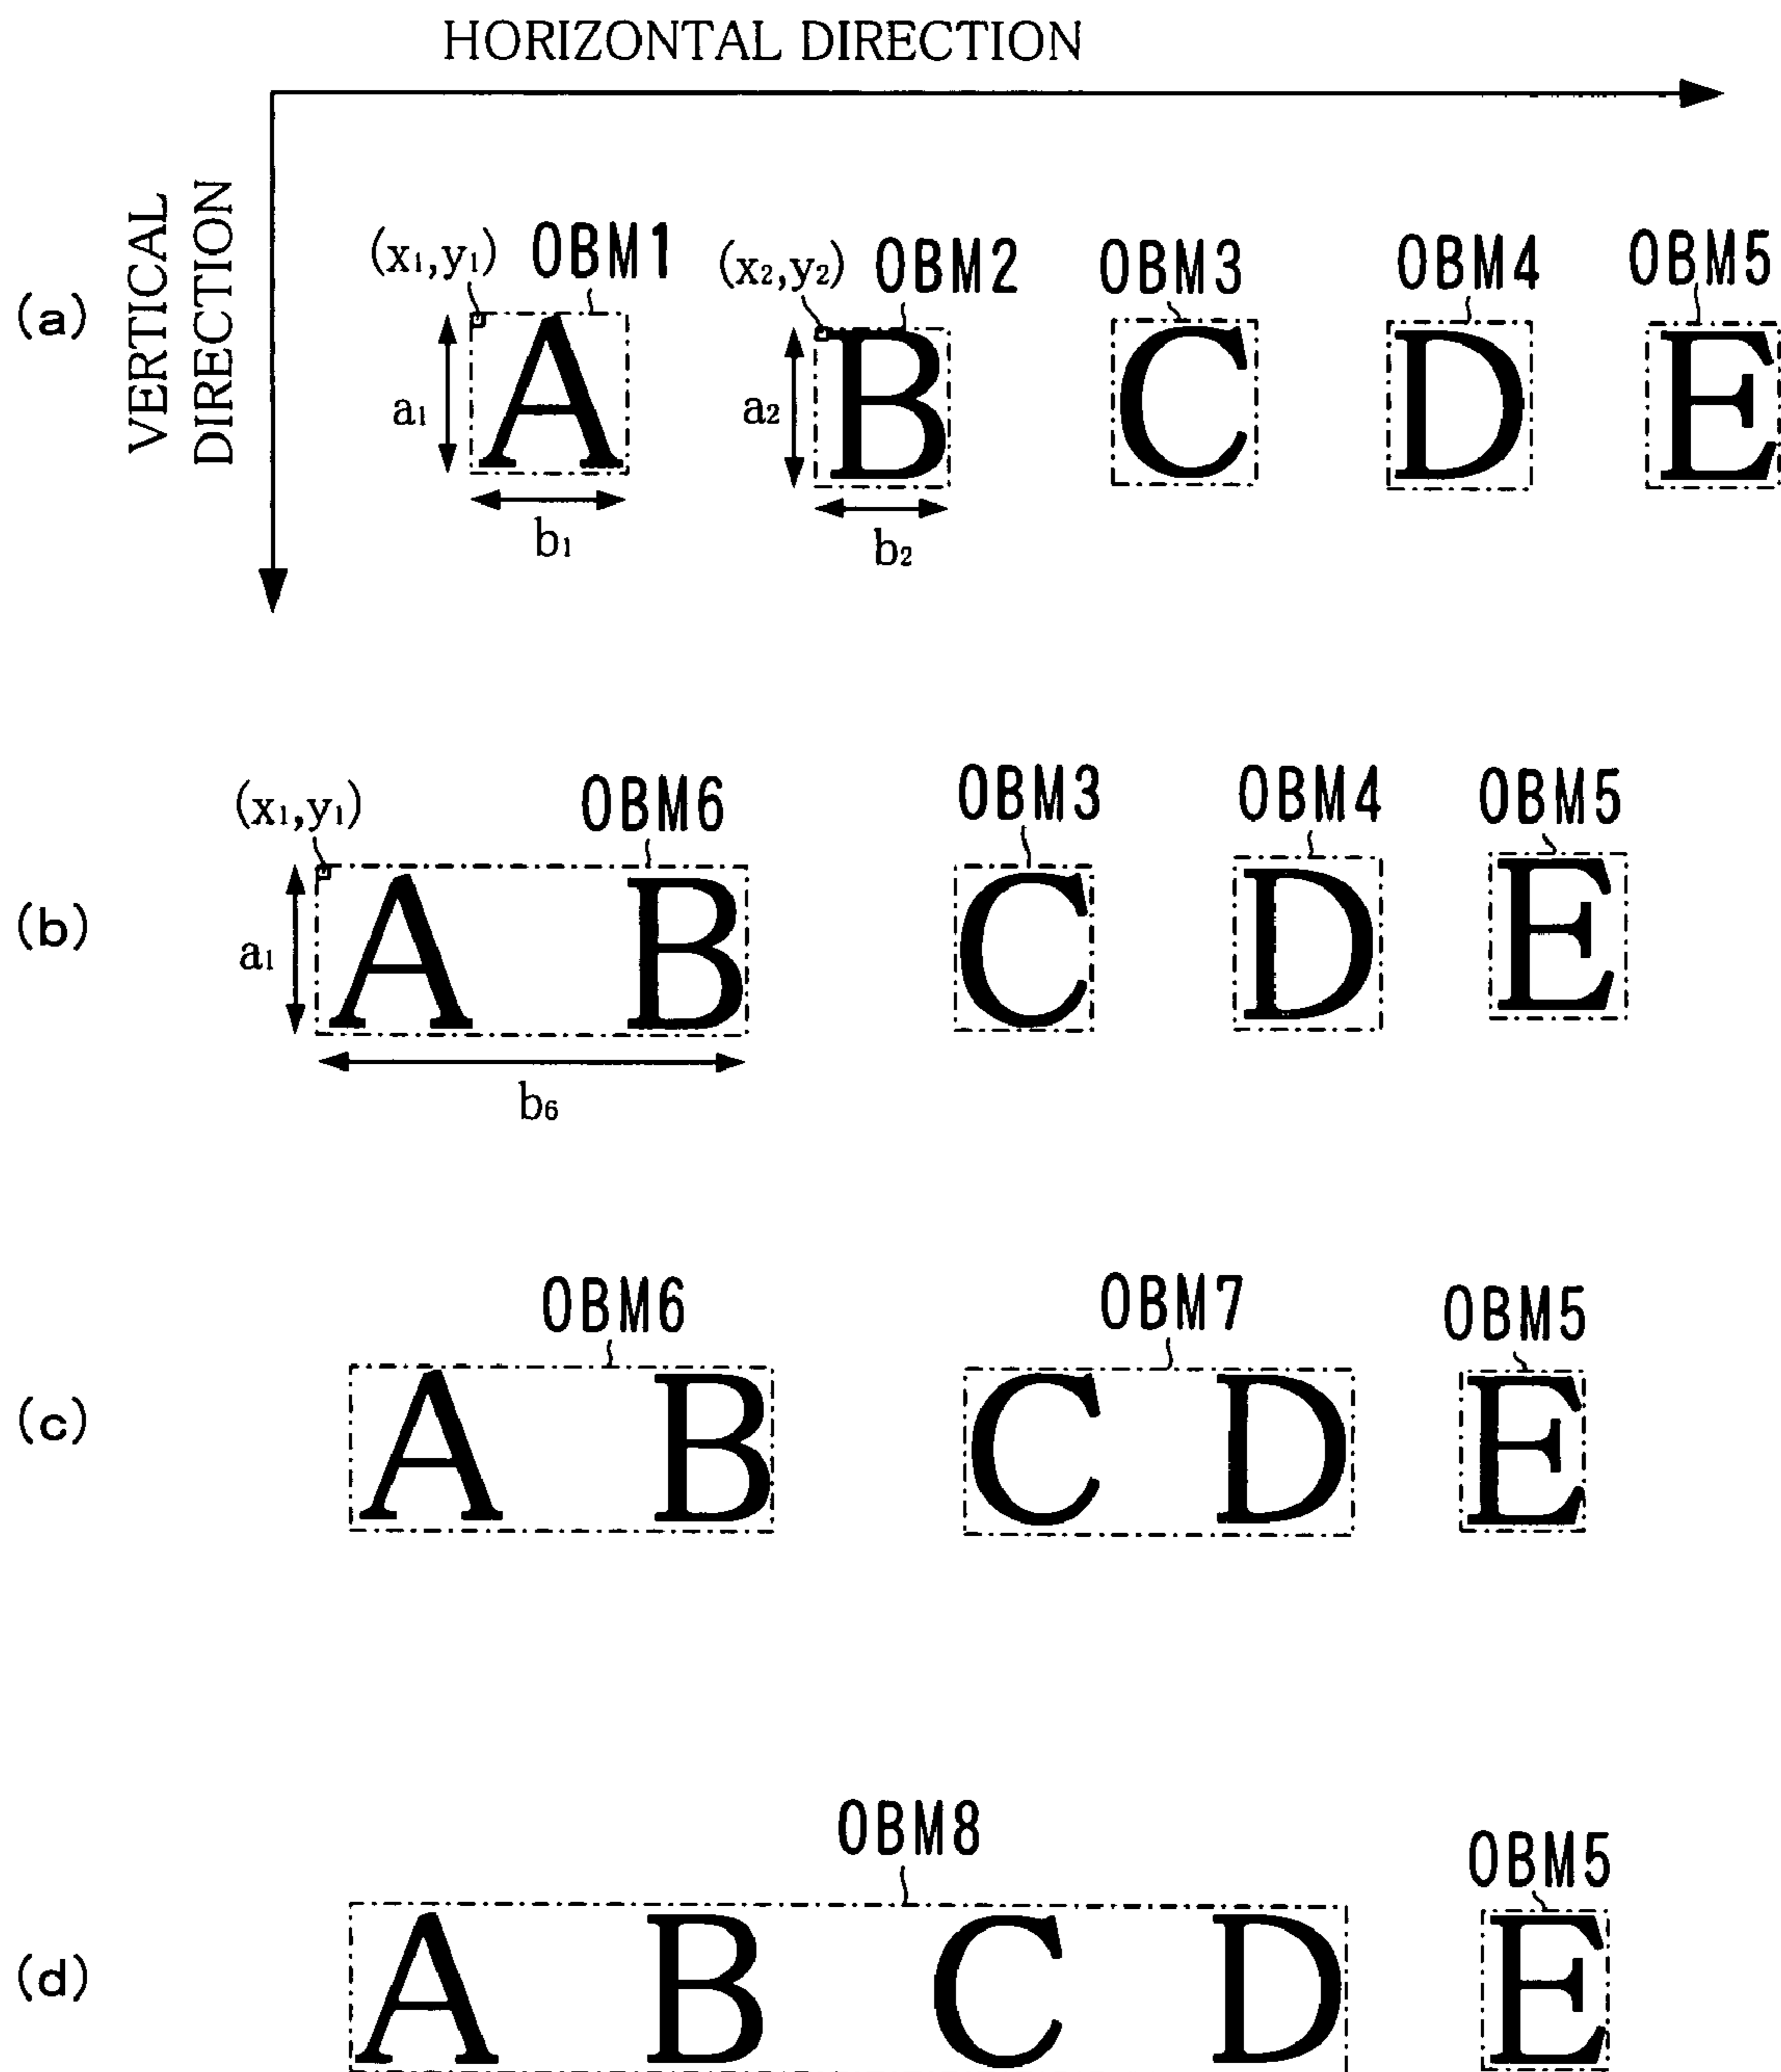 HORIZONTAL DIRECTION
VERTICAL
DIRECTION
(a)
(x₁,y₁) OBM1 (x₂,y₂) OBM2 OBM3 OBM4 OBM5
a₁ A a₂ B C D E
b₁ b₂
(b)
(x₁,y₁) OBM6 OBM3 OBM4 OBM5
a₁ A B C D E
b₆
(c)
OBM6 OBM7 OBM5
A B C D E
(d)
OBM8 OBM5
A B C D E